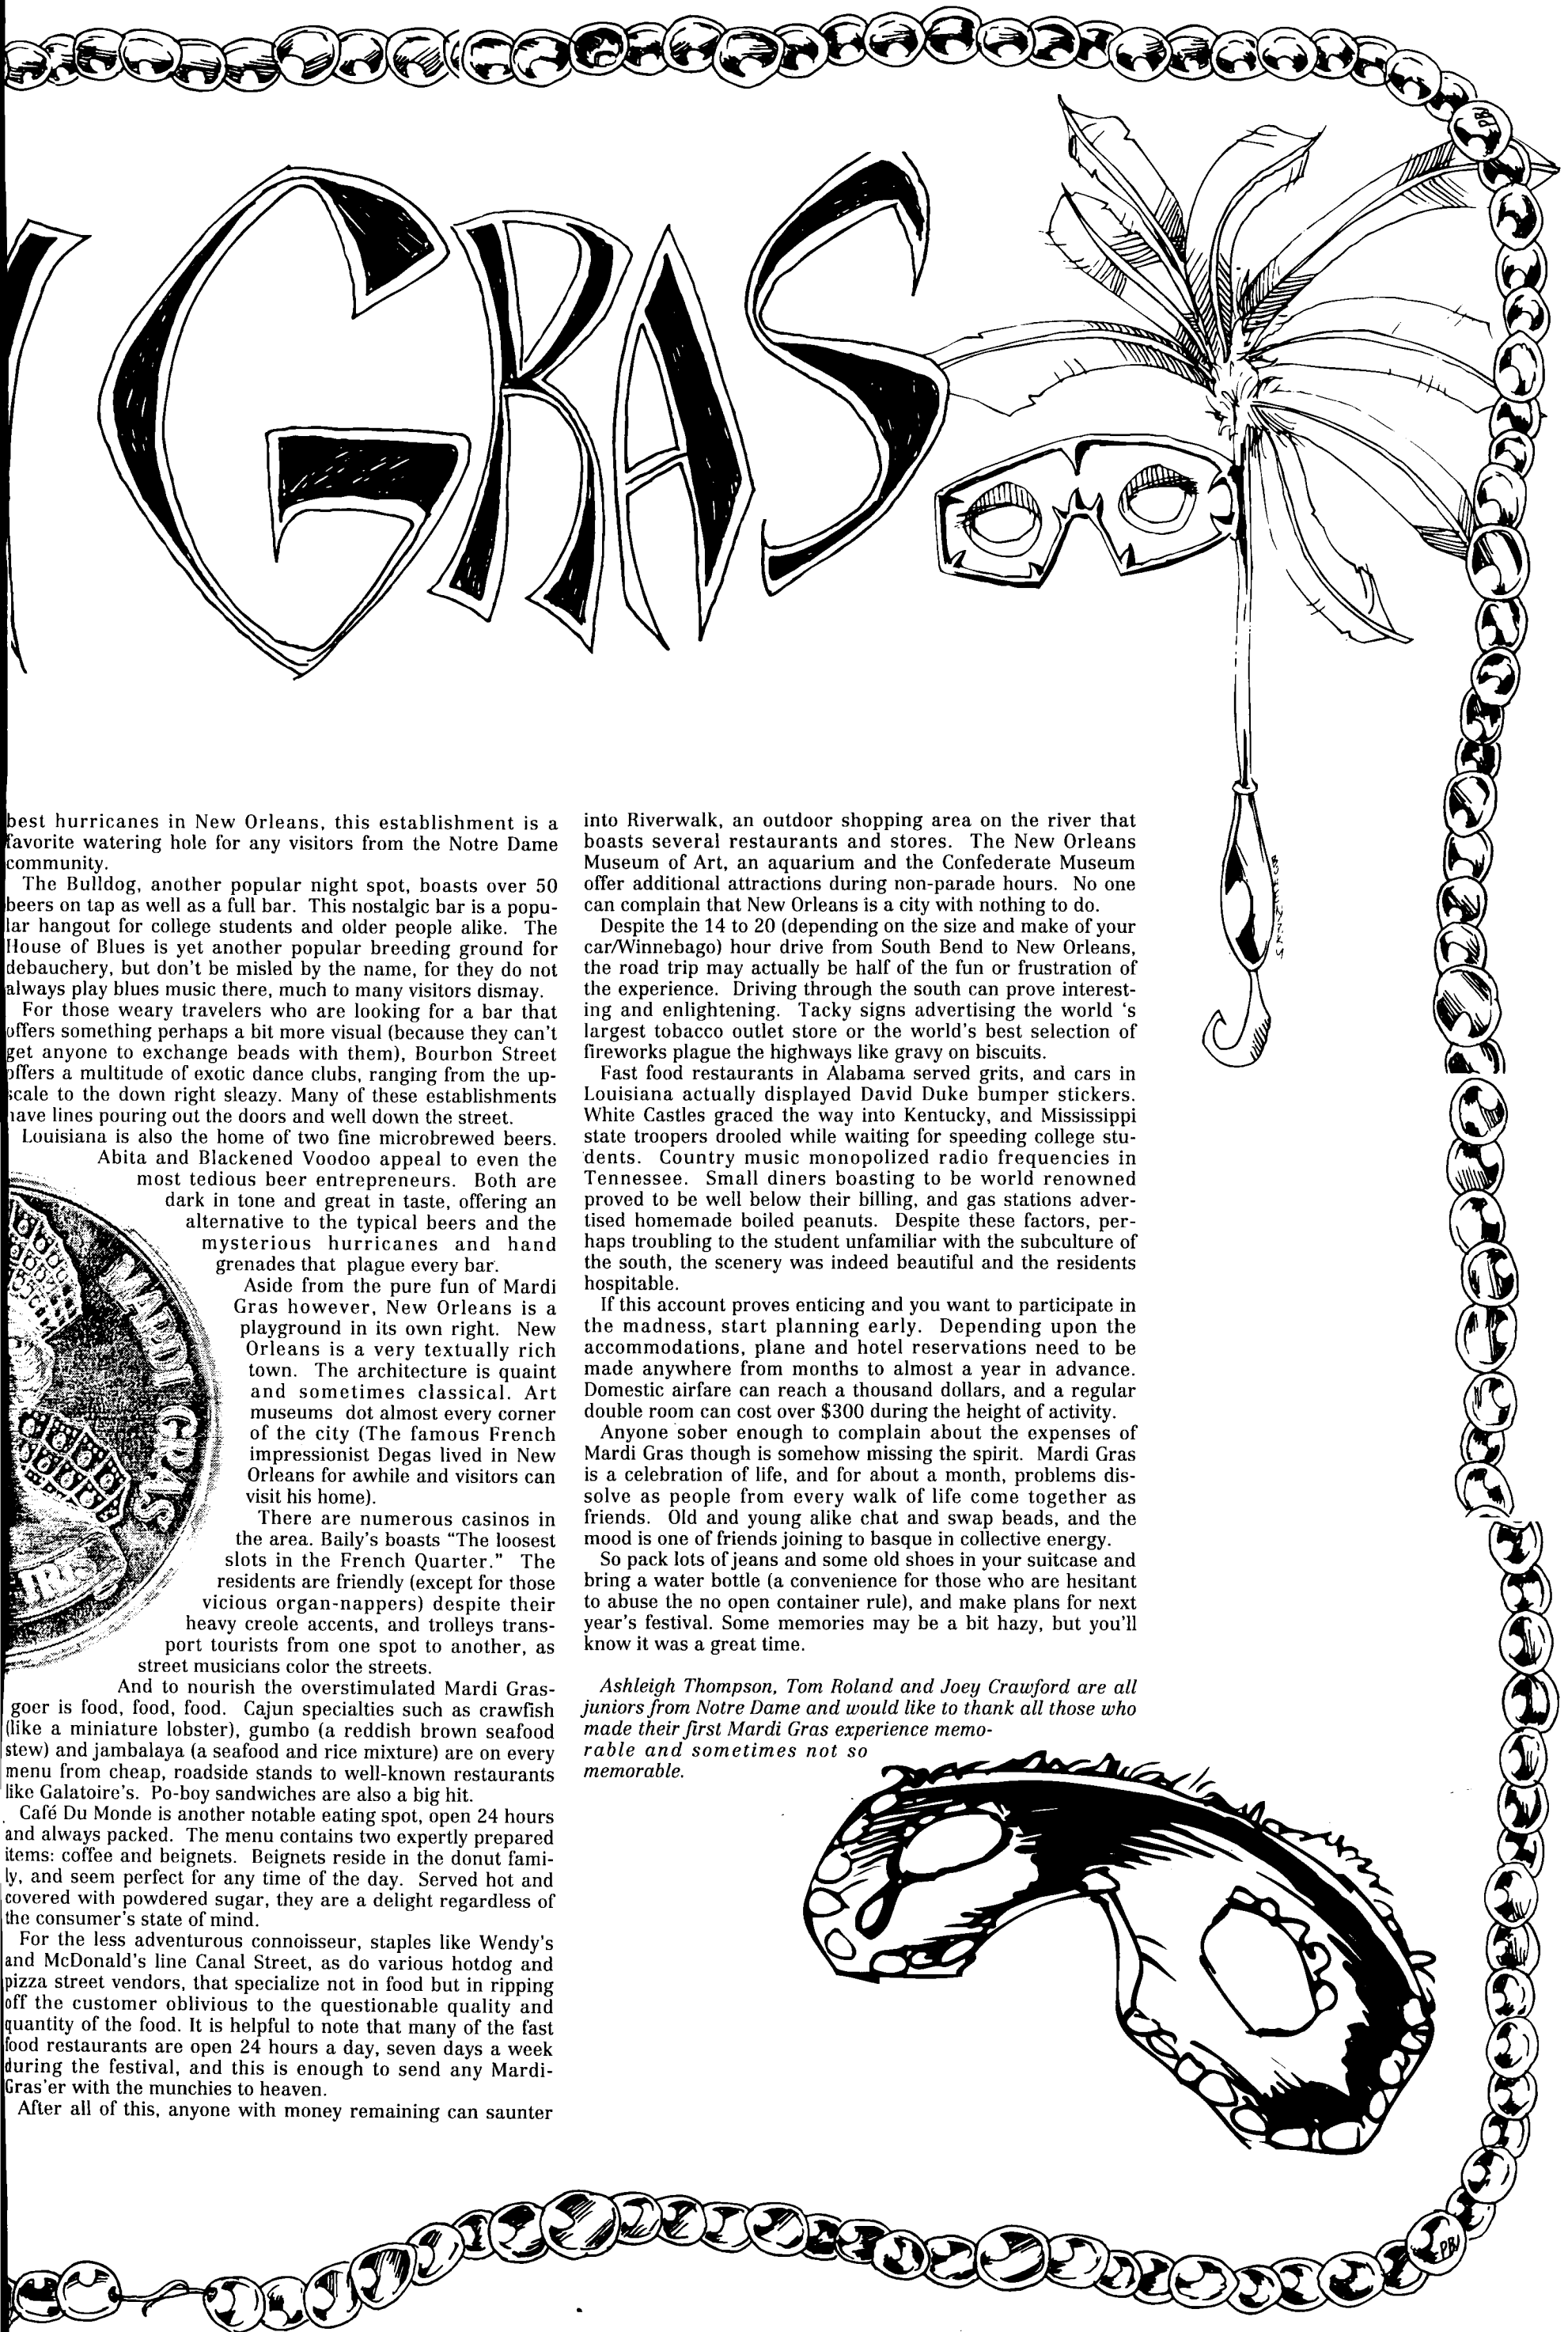 GRAS
best hurricanes in New Orleans, this establishment is a
favorite watering hole for any visitors from the Notre Dame
community.
The Bulldog, another popular night spot, boasts over 50
beers on tap as well as a full bar. This nostalgic bar is a popu-
lar hangout for college students and older people alike. The
House of Blues is yet another popular breeding ground for
debauchery, but don't be misled by the name, for they do not
always play blues music there, much to many visitors dismay.
For those weary travelers who are looking for a bar that
offers something perhaps a bit more visual (because they can't
get anyone to exchange beads with them), Bourbon Street
offers a multitude of exotic dance clubs, ranging from the up-
scale to the down right sleazy. Many of these establishments
have lines pouring out the doors and well down the street.
Louisiana is also the home of two fine microbrewed beers.
Abita and Blackened Voodoo appeal to even the
most tedious beer entrepreneurs. Both are
dark in tone and great in taste, offering an
alternative to the typical beers and the
mysterious hurricanes and hand
grenades that plague every bar.
Aside from the pure fun of Mardi
Gras however, New Orleans is a
playground in its own right. New
Orleans is a very textually rich
town. The architecture is quaint
and sometimes classical. Art
museums dot almost every corner
of the city (The famous French
impressionist Degas lived in New
Orleans for awhile and visitors can
visit his home).
There are numerous casinos in
the area. Baily's boasts "The loosest
slots in the French Quarter." The
residents are friendly (except for those
vicious organ-nappers) despite their
heavy creole accents, and trolleys trans-
port tourists from one spot to another, as
street musicians color the streets.
And to nourish the overstimulated Mardi Gras-
goer is food, food, food. Cajun specialties such as crawfish
(like a miniature lobster), gumbo (a reddish brown seafood
stew) and jambalaya (a seafood and rice mixture) are on every
menu from cheap, roadside stands to well-known restaurants
like Galatoire's. Po-boy sandwiches are also a big hit.
Café Du Monde is another notable eating spot, open 24 hours
and always packed. The menu contains two expertly prepared
items: coffee and beignets. Beignets reside in the donut fami-
ly, and seem perfect for any time of the day. Served hot and
covered with powdered sugar, they are a delight regardless of
the consumer's state of mind.
For the less adventurous connoisseur, staples like Wendy's
and McDonald's line Canal Street, as do various hotdog and
pizza street vendors, that specialize not in food but in ripping
off the customer oblivious to the questionable quality and
quantity of the food. It is helpful to note that many of the fast
food restaurants are open 24 hours a day, seven days a week
during the festival, and this is enough to send any Mardi-
Gras'er with the munchies to heaven.
After all of this, anyone with money remaining can saunter
MARDI GRAS
into Riverwalk, an outdoor shopping area on the river that
boasts several restaurants and stores. The New Orleans
Museum of Art, an aquarium and the Confederate Museum
offer additional attractions during non-parade hours. No one
can complain that New Orleans is a city with nothing to do.
Despite the 14 to 20 (depending on the size and make of your
car/Winnebago) hour drive from South Bend to New Orleans,
the road trip may actually be half of the fun or frustration of
the experience. Driving through the south can prove interest-
ing and enlightening. Tacky signs advertising the world 's
largest tobacco outlet store or the world's best selection of
fireworks plague the highways like gravy on biscuits.
Fast food restaurants in Alabama served grits, and cars in
Louisiana actually displayed David Duke bumper stickers.
White Castles graced the way into Kentucky, and Mississippi
state troopers drooled while waiting for speeding college stu-
dents. Country music monopolized radio frequencies in
Tennessee. Small diners boasting to be world renowned
proved to be well below their billing, and gas stations adver-
tised homemade boiled peanuts. Despite these factors, per-
haps troubling to the student unfamiliar with the subculture of
the south, the scenery was indeed beautiful and the residents
hospitable.
If this account proves enticing and you want to participate in
the madness, start planning early. Depending upon the
accommodations, plane and hotel reservations need to be
made anywhere from months to almost a year in advance.
Domestic airfare can reach a thousand dollars, and a regular
double room can cost over $300 during the height of activity.
Anyone sober enough to complain about the expenses of
Mardi Gras though is somehow missing the spirit. Mardi Gras
is a celebration of life, and for about a month, problems dis-
solve as people from every walk of life come together as
friends. Old and young alike chat and swap beads, and the
mood is one of friends joining to basque in collective energy.
So pack lots of jeans and some old shoes in your suitcase and
bring a water bottle (a convenience for those who are hesitant
to abuse the no open container rule), and make plans for next
year's festival. Some memories may be a bit hazy, but you'll
know it was a great time.
Ashleigh Thompson, Tom Roland and Joey Crawford are all
juniors from Notre Dame and would like to thank all those who
made their first Mardi Gras experience memo-
rable and sometimes not so
memorable.
PBJ
PBJ